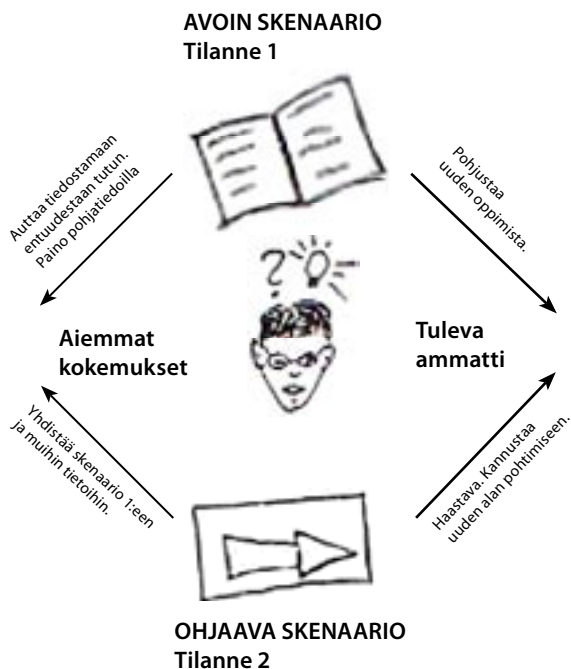 AVOIN SKENAARIO
Tilanne 1
Auttaa tiedostamaan
entuudestaan tutun.
Paino pohjatiedoilla
Pohjustaa
uuden oppimista.
?
Aiemmat
kokemukset
Tuleva
ammatti
Yhdistää skenaario 1:een
ja muihin tietoihin.
Haastava. Kannustaa
uuden alan pohtimiseen.
OHJAAVA SKENAARIO
Tilanne 2